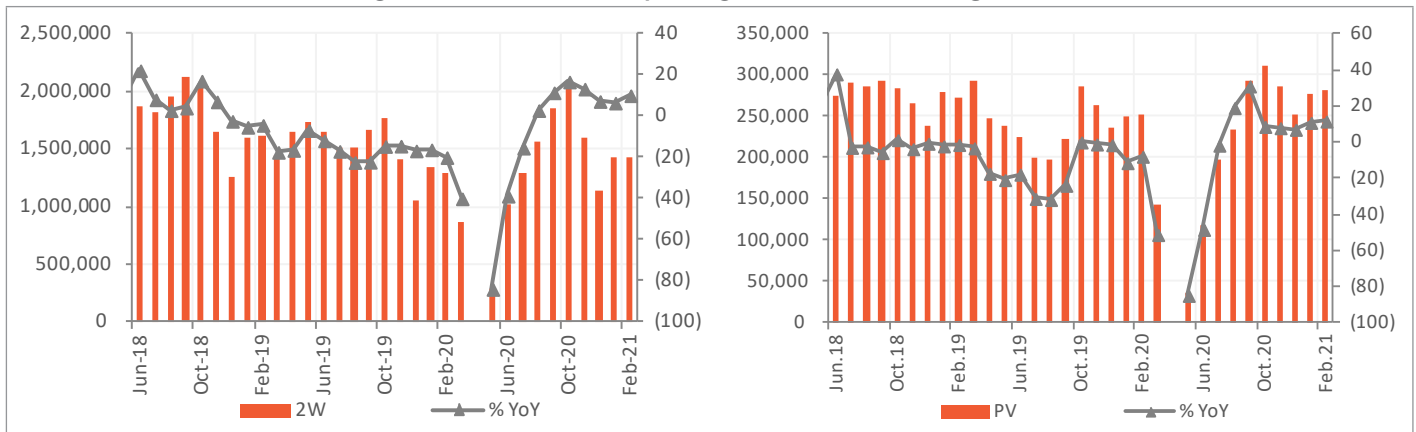 2,500,000
2,000,000
1,500,000
1,000,000
500,000
0
40
20
0
(20)
(40)
(60)
(80)
(100)
Jun-18
Oct-18
Feb-19
Jun-19
Oct-19
Feb-20
Jun-20
Oct-20
Feb-21
2W
% YoY
350,000
300,000
250,000
200,000
150,000
100,000
50,000
0
60
40
20
0
(20)
(40)
(60)
(80)
(100)
Jun.18
Oct.18
Feb.19
Jun.19
Oct.19
Feb.20
Jun.20
Oct.20
Feb.21
PV
% YoY